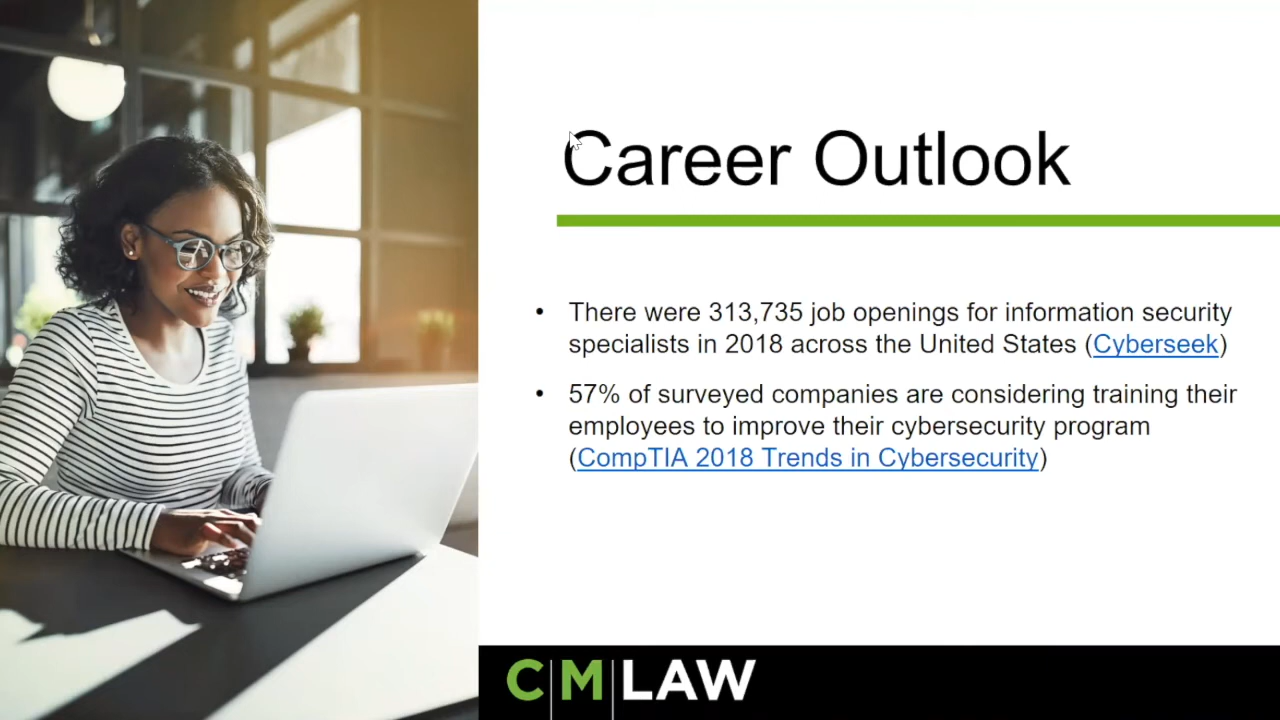 Career Outlook
• There were 313,735 job openings for information security
specialists in 2018 across the United States (Cyberseek)
• 57% of surveyed companies are considering training their
employees to improve their cybersecurity program
(CompTIA 2018 Trends in Cybersecurity)
C|M|LAW